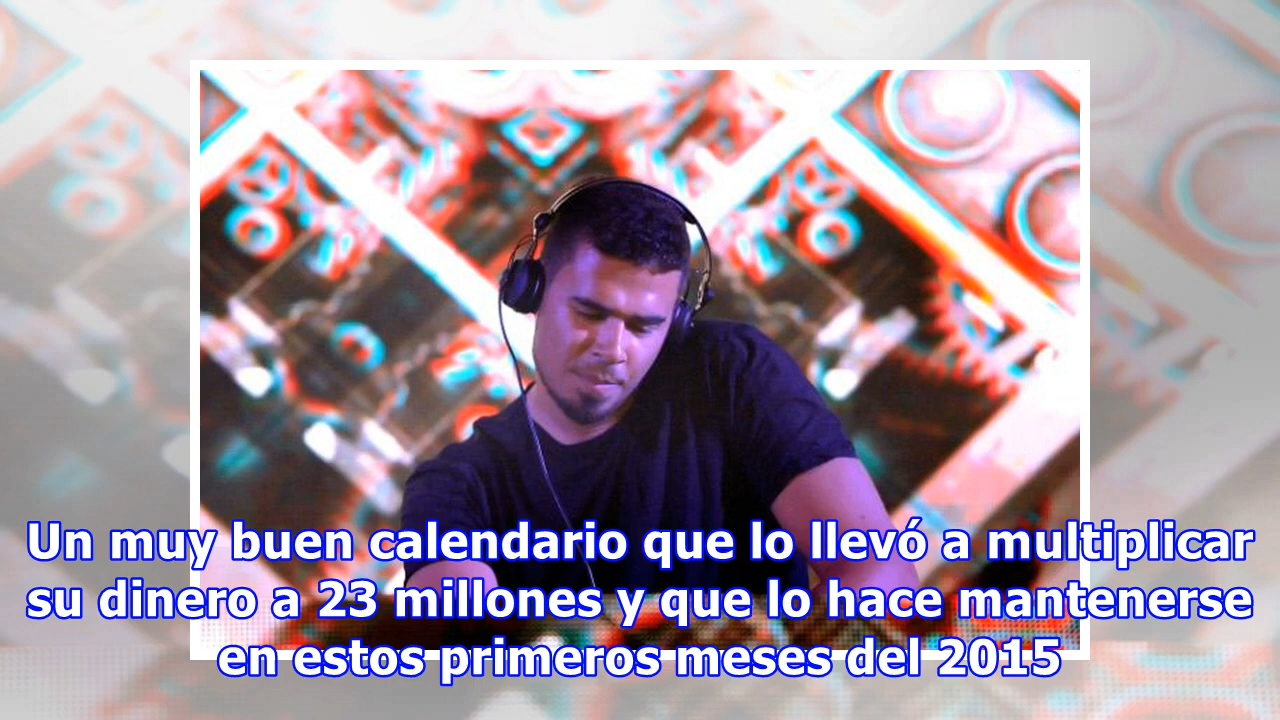 Un muy buen calendario que lo llevó a multiplicar
su dinero a 23 millones y que lo hace mantenerse
en estos primeros meses del 2015